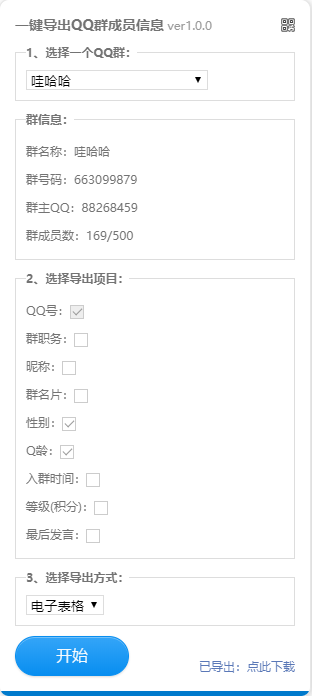 一键导出QQ群成员信息 ver1.0.0
1、选择一个QQ群：
哇哈哈
群信息：
群名称：哇哈哈
群号码：663099879
群主QQ：88268459
群成员数：169/500
2、选择导出项目：
QQ号：
群职务：
昵称：
群名片：
性别：
Q龄：
入群时间：
等级(积分)：
最后发言：
3、选择导出方式：
电子表格
开始
已导出：点此下载